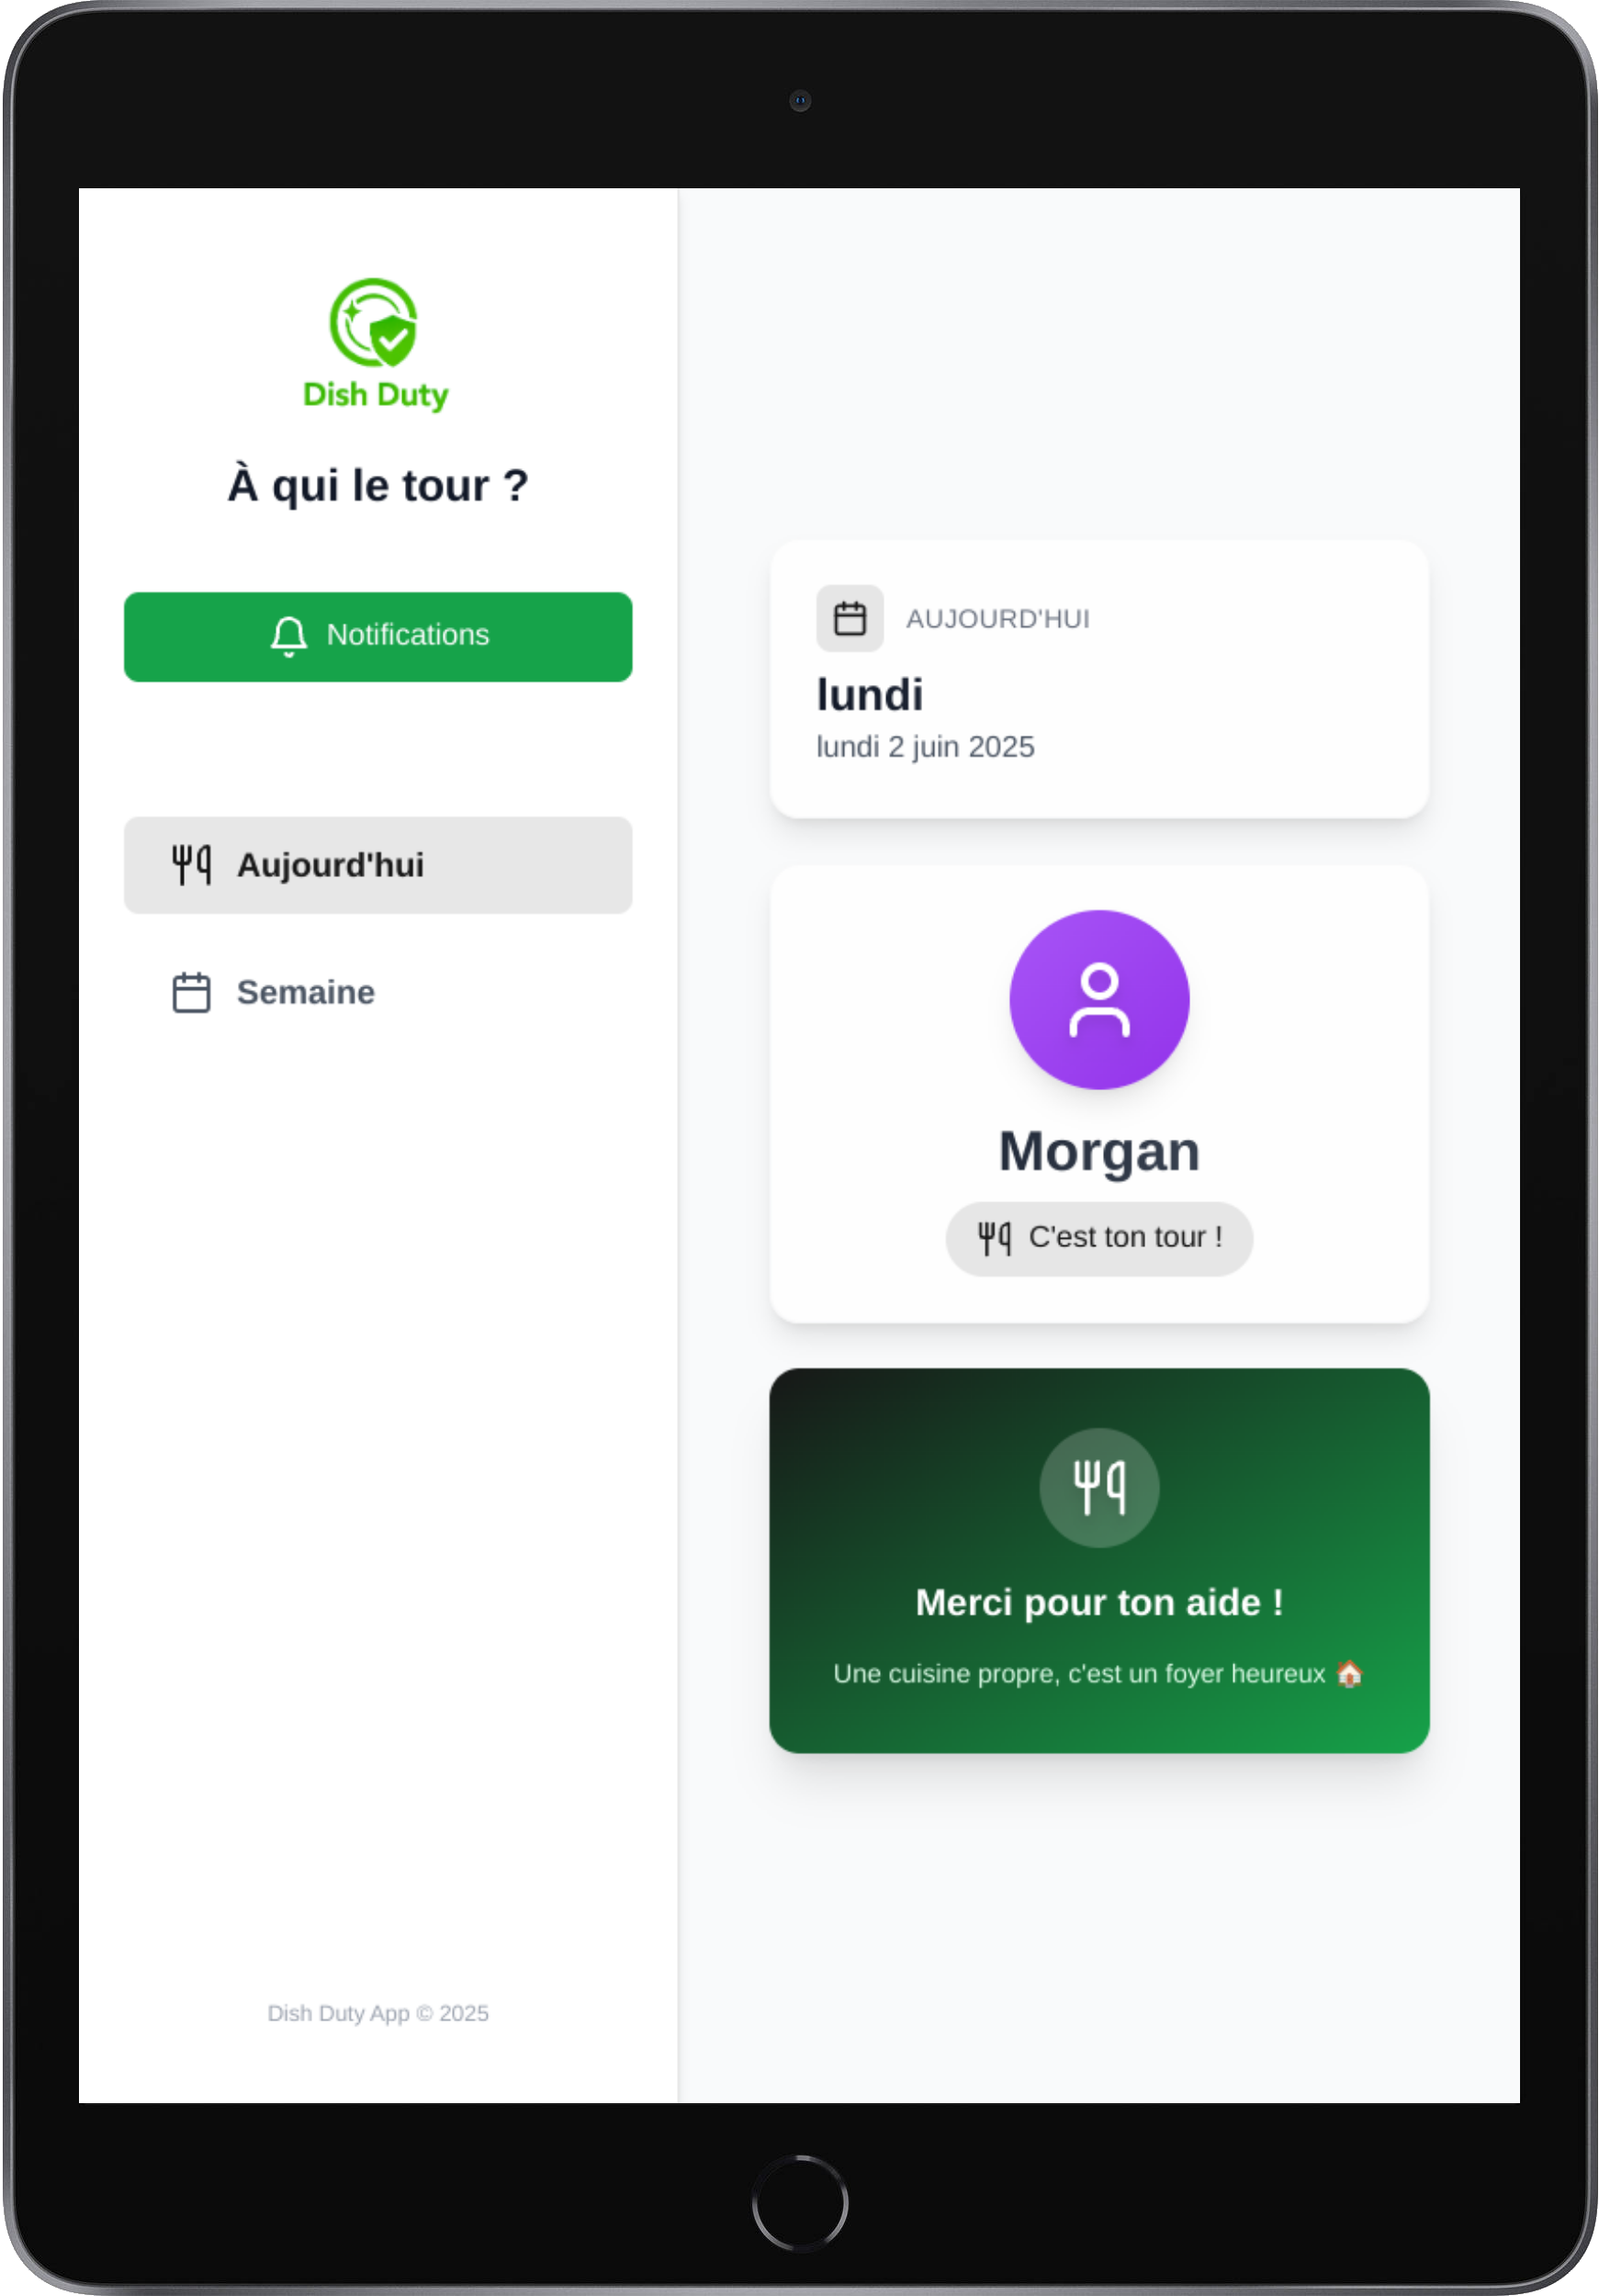 Dish Duty
À qui le tour ?
Notifications
Aujourd'hui
Semaine
Dish Duty App © 2025
AUJOURD'HUI
lundi
lundi 2 juin 2025
Morgan
C'est ton tour !
Merci pour ton aide !
Une cuisine propre, c'est un foyer heureux 🏠